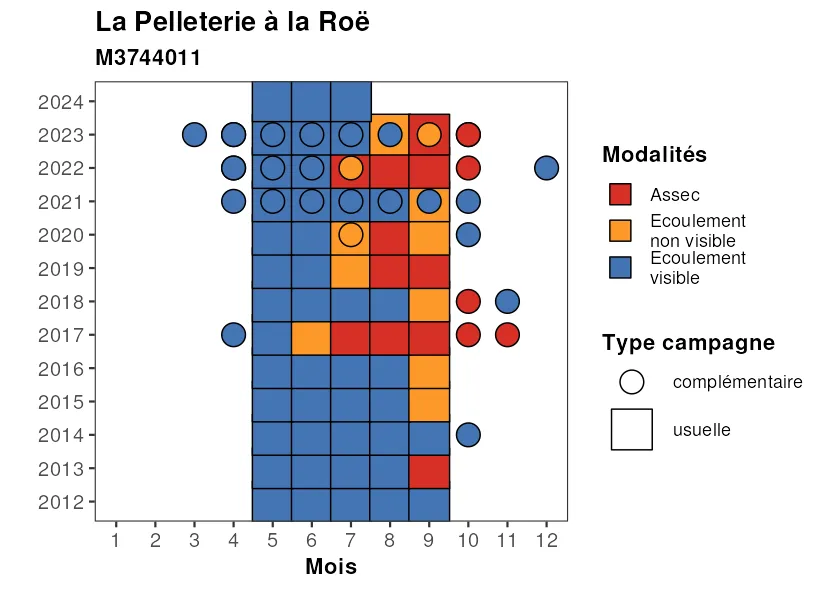 La Pelleterie à la Roë
M3744011
2024
2023
2022
2021
2020
2019
2018
2017
2016
2015
2014
2013
2012
1 2 3 4 5 6 7 8 9 10 11 12
Mois
Modalités
Assec
Ecoulement
non visible
Ecoulement
visible
Type campagne
complémentaire
usuelle